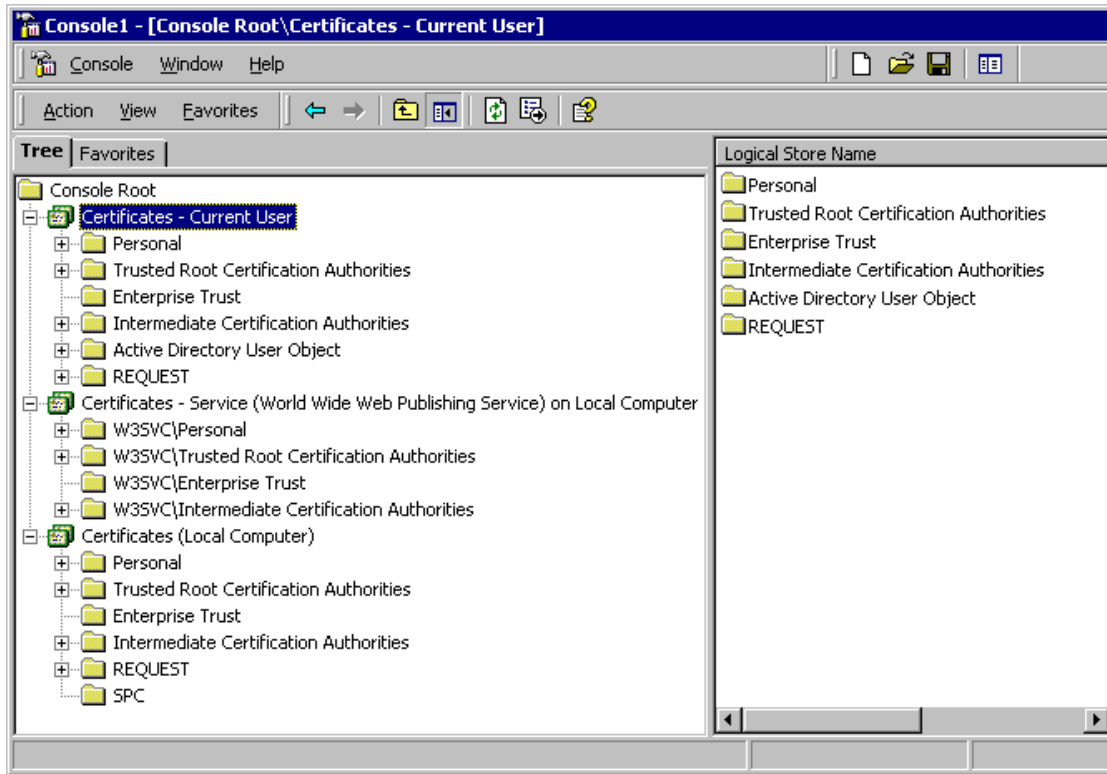 Console1 - [Console Root\Certificates - Current User]
Console Window Help
Action View Favorites
Tree Favorites
Console Root
Certificates - Current User
Personal
Trusted Root Certification Authorities
Enterprise Trust
Intermediate Certification Authorities
Active Directory User Object
REQUEST
Certificates - Service (World Wide Web Publishing Service) on Local Computer
W3SVC\Personal
W3SVC\Trusted Root Certification Authorities
W3SVC\Enterprise Trust
W3SVC\Intermediate Certification Authorities
Certificates (Local Computer)
Personal
Trusted Root Certification Authorities
Enterprise Trust
Intermediate Certification Authorities
REQUEST
SPC
Logical Store Name
Personal
Trusted Root Certification Authorities
Enterprise Trust
Intermediate Certification Authorities
Active Directory User Object
REQUEST